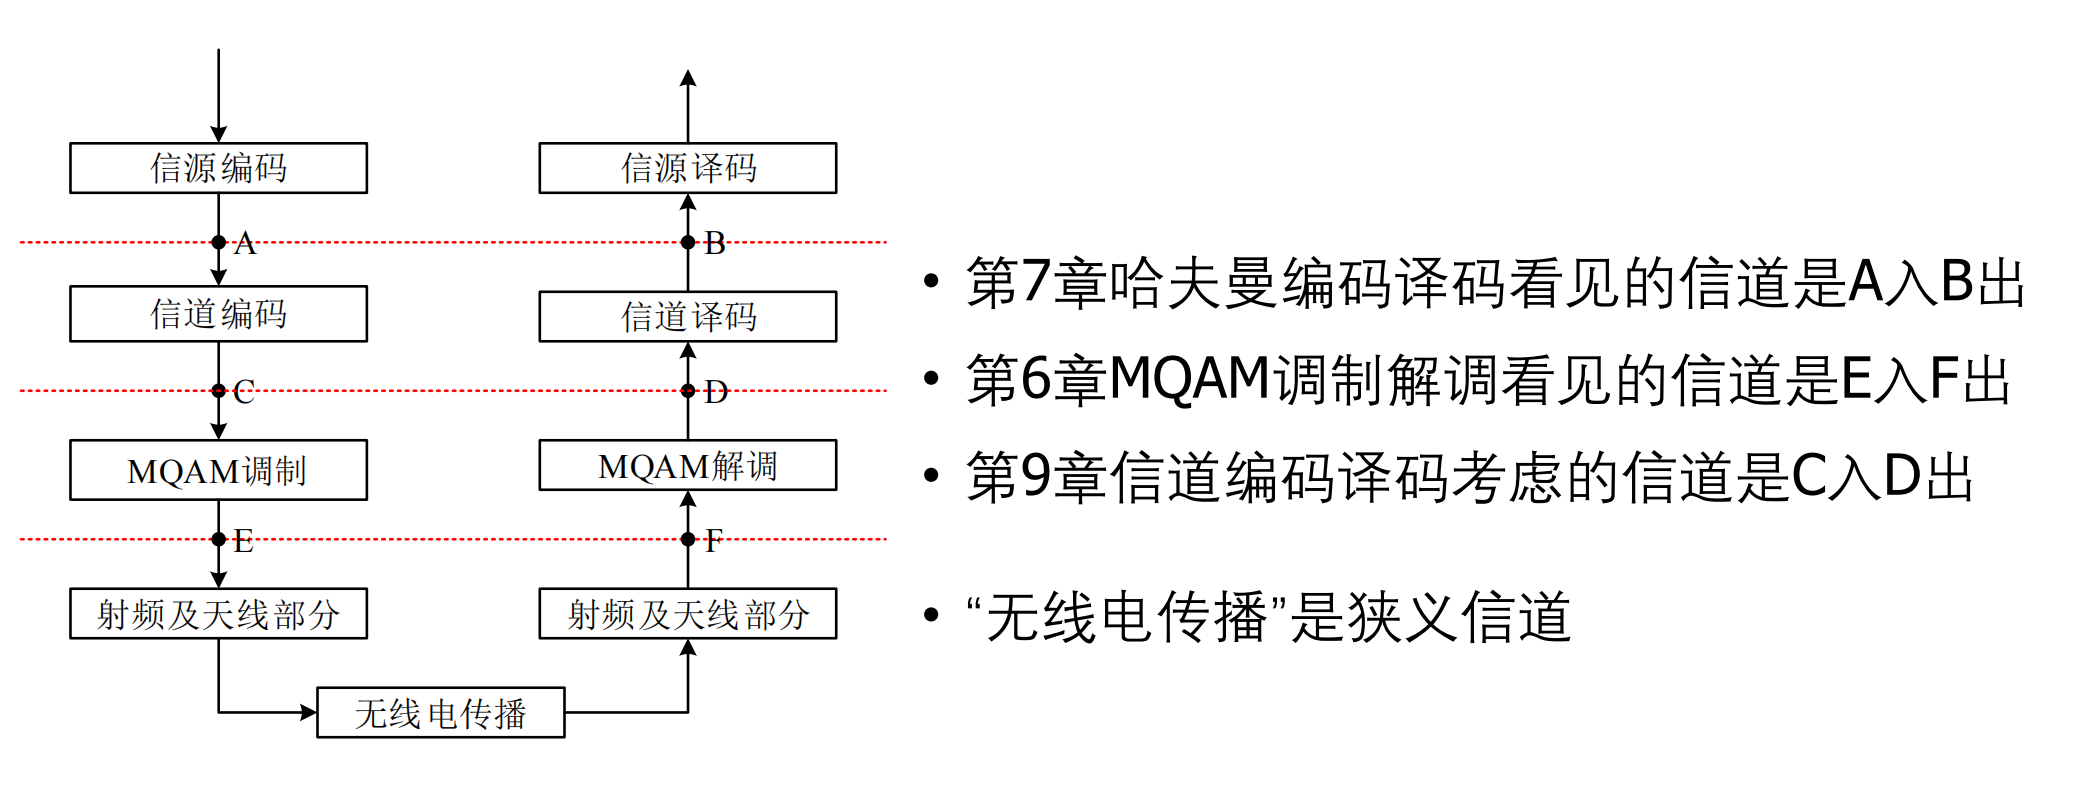 信源编码
信源译码
A
B
信道编码
信道译码
C
D
MQAM调制
MQAM解调
E
F
射频及天线部分
射频及天线部分
无线电传播
• 第7章哈夫曼编码译码看见的信道是A入B出
• 第6章MQAM调制解调看见的信道是E入F出
• 第9章信道编码译码考虑的信道是C入D出
• “无线电传播”是狭义信道